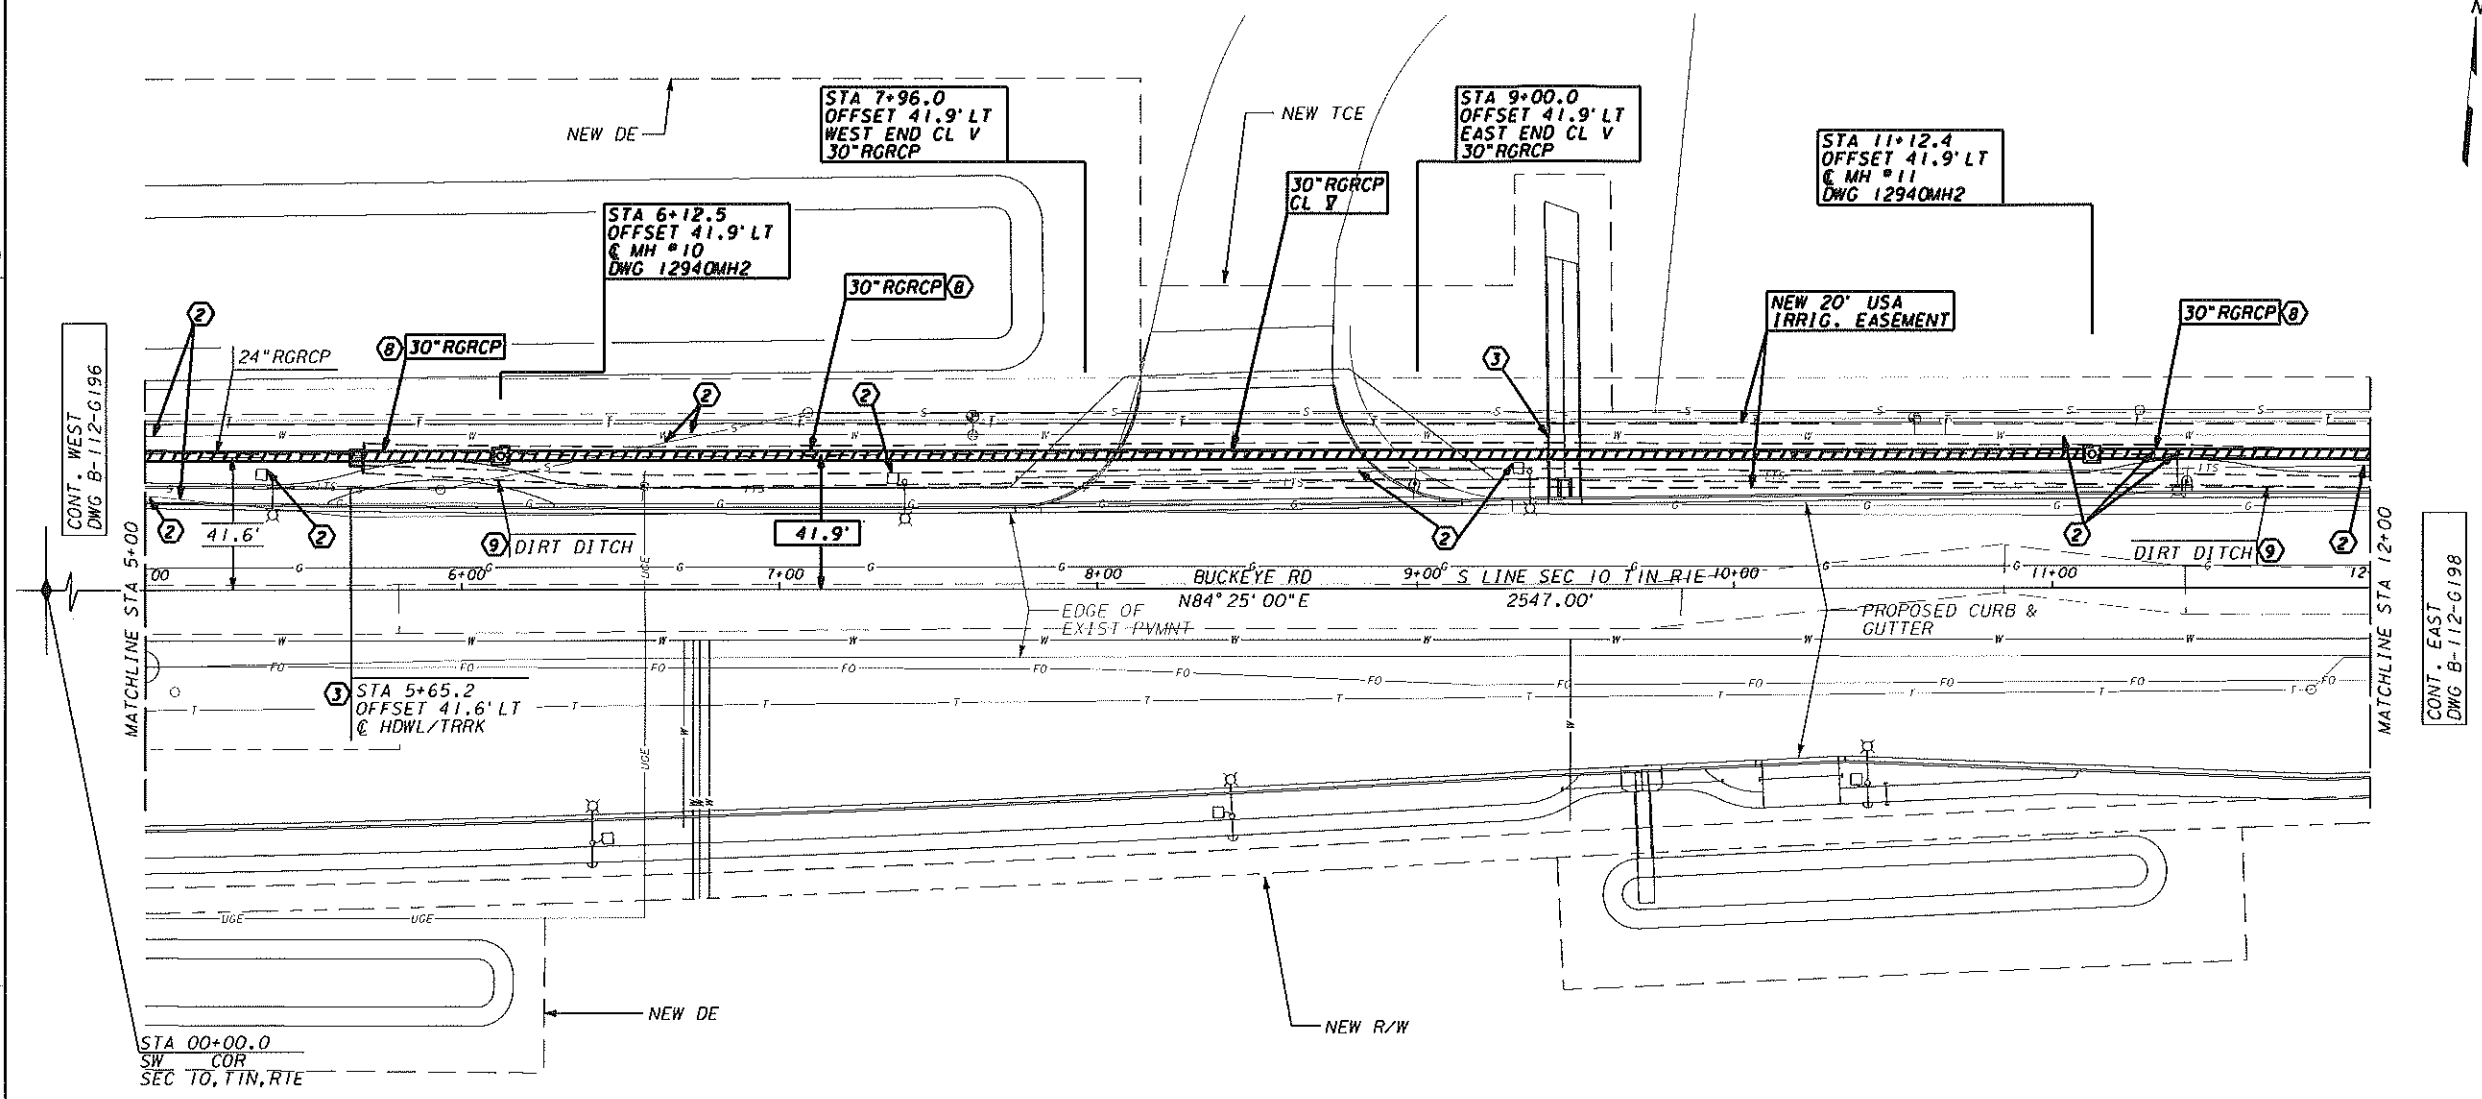 N
NEW DE
STA 7+96.0
OFFSET 41.9' LT
WEST END CL V
30"RGRCP
NEW TCE
STA 9+00.0
OFFSET 41.9' LT
EAST END CL V
30"RGRCP
STA 11+12.4
OFFSET 41.9' LT
℄ MH #11
DWG 12940MH2
30"RGRCP
CL V
STA 6+12.5
OFFSET 41.9' LT
℄ MH #10
DWG 12940MH2
30"RGRCP 8
NEW 20' USA
IRRIG. EASEMENT
30"RGRCP 8
2
24"RGRCP
8 30"RGRCP
2
2
3
CONT. WEST
DWG B-112-G196
MATCHLINE STA 5+00
2
41.6'
2
9 DIRT DITCH
41.9'
2
2
DIRT DITCH 9
2
00
6+00
7+00
8+00
BUCKEYE RD
9+00
S LINE SEC 10 T1N R1E
10+00
11+00
12
N84° 25' 00"E
2547.00'
EDGE OF
EXIST PVMNT
PROPOSED CURB &
GUTTER
MATCHLINE STA 12+00
CONT. EAST
DWG B-112-G198
3 STA 5+65.2
OFFSET 41.6' LT
℄ HDWL/TRRK
UGE
UGE
UGE
UGE
NEW DE
NEW R/W
STA 00+00.0
SW COR
SEC 10, T1N, R1E